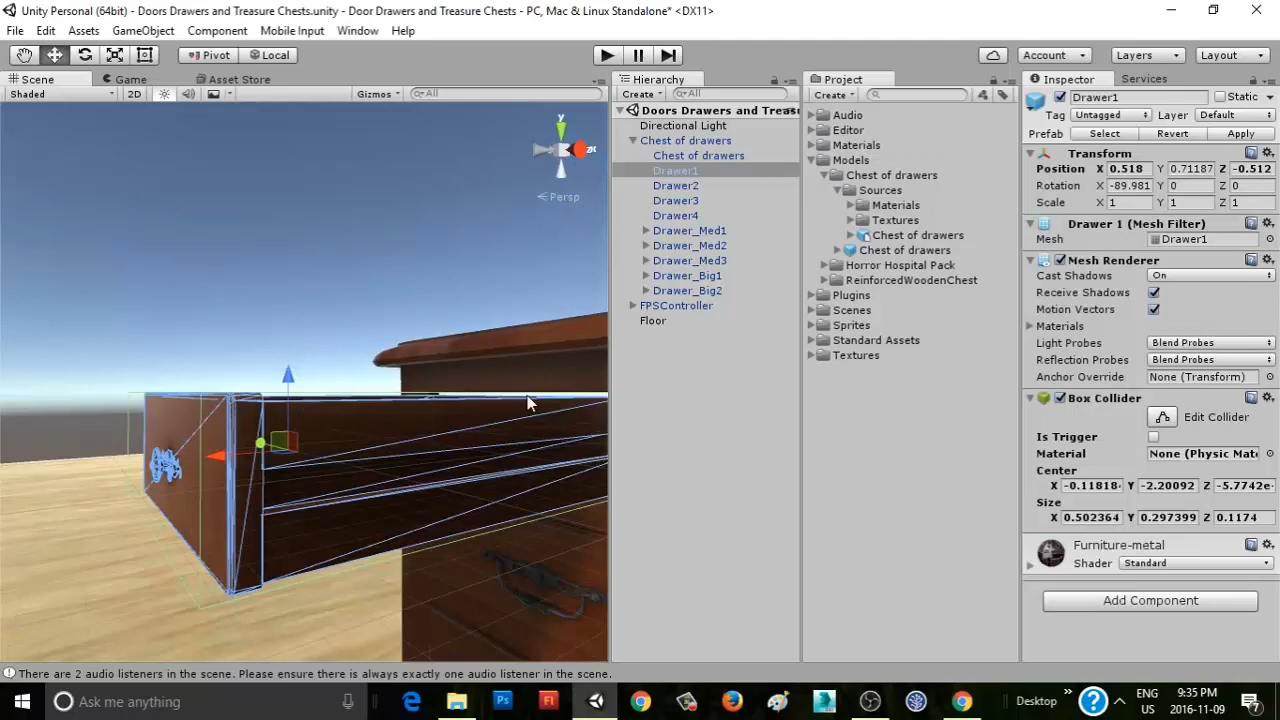 Unity Personal (64bit) - Doors Drawers and Treasure Chests.unity - Door Drawers and Treasure Chests - PC, Mac & Linux Standalone* <DX11>
File Edit Assets GameObject Component Mobile Input Window Help
Pivot Local Account Layers Layout
Scene Game Asset Store
Shaded 2D Gizmos All
y
Persp
Hierarchy
Create All
Doors Drawers and Treas
Directional Light
Chest of drawers
Chest of drawers
Drawer1
Drawer2
Drawer3
Drawer4
Drawer_Med1
Drawer_Med2
Drawer_Med3
Drawer_Big1
Drawer_Big2
FPSController
Floor
Project
Create
Audio
Editor
Materials
Models
Chest of drawers
Sources
Materials
Textures
Chest of drawers
Chest of drawers
Horror Hospital Pack
ReinforcedWoodenChest
Plugins
Scenes
Sprites
Standard Assets
Textures
Inspector Services
Drawer1 Static
Tag Untagged Layer Default
Prefab Select Revert Apply
Transform
Position X 0.518 Y 0.71187 Z -0.512
Rotation X -89.981 Y 0 Z 0
Scale X 1 Y 1 Z 1
Drawer 1 (Mesh Filter)
Mesh Drawer1
Mesh Renderer
Cast Shadows On
Receive Shadows
Motion Vectors
Materials
Light Probes Blend Probes
Reflection Probes Blend Probes
Anchor Override None (Transform)
Box Collider
Edit Collider
Is Trigger
Material None (Physic Mate
Center
X -0.11818 Y -2.20092 Z -5.7742e-
Size
X 0.502364 Y 0.297399 Z 0.1174
Furniture-metal
Shader Standard
Add Component
There are 2 audio listeners in the scene. Please ensure there is always exactly one audio listener in the scene.
Ask me anything
Desktop
ENG
US
9:35 PM
2016-11-09